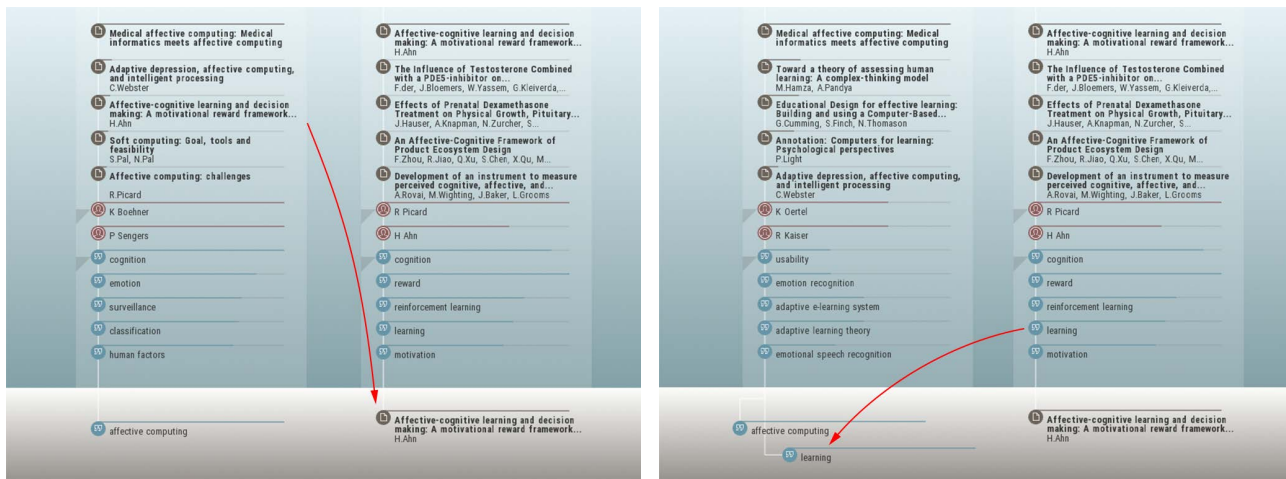 Medical affective computing: Medical
informatics meets affective computing
Adaptive depression, affective computing,
and intelligent processing
C.Webster
Affective-cognitive learning and decision
making: A motivational reward framework...
H.Ahn
Soft computing: Goal, tools and
feasibility
S.Pal, N.Pal
Affective computing: challenges
R.Picard
K Boehner
P Sengers
cognition
emotion
surveillance
classification
human factors
affective computing
Affective-cognitive learning and decision
making: A motivational reward framework...
H.Ahn
The Influence of Testosterone Combined
with a PDE5-inhibitor on...
F.der, J.Bloemers, W.Yassem, G.Kleiverda,...
Effects of Prenatal Dexamethasone
Treatment on Physical Growth, Pituitary...
J.Hauser, A.Knapman, N.Zurcher, S...
An Affective-Cognitive Framework of
Product Ecosystem Design
F.Zhou, R.Jiao, Q.Xu, S.Chen, X.Qu, M...
Development of an instrument to measure
perceived cognitive, affective, and...
A.Rovai, M.Wighting, J.Baker, L.Grooms
R Picard
H Ahn
cognition
reward
reinforcement learning
learning
motivation
Affective-cognitive learning and decision
making: A motivational reward framework...
H.Ahn
Medical affective computing: Medical
informatics meets affective computing
Toward a theory of assessing human
learning: A complex-thinking model
M.Hamza, A.Pandya
Educational Design for effective learning:
Building and using a Computer-Based...
G.Cumming, S.Finch, N.Thomason
Annotation: Computers for learning:
Psychological perspectives
P.Light
Adaptive depression, affective computing,
and intelligent processing
C.Webster
K Oertel
R Kaiser
usability
emotion recognition
adaptive e-learning system
adaptive learning theory
emotional speech recognition
affective computing
learning
Affective-cognitive learning and decision
making: A motivational reward framework...
H.Ahn
The Influence of Testosterone Combined
with a PDE5-inhibitor on...
F.der, J.Bloemers, W.Yassem, G.Kleiverda,...
Effects of Prenatal Dexamethasone
Treatment on Physical Growth, Pituitary...
J.Hauser, A.Knapman, N.Zurcher, S...
An Affective-Cognitive Framework of
Product Ecosystem Design
F.Zhou, R.Jiao, Q.Xu, S.Chen, X.Qu, M...
Development of an instrument to measure
perceived cognitive, affective, and...
A.Rovai, M.Wighting, J.Baker, L.Grooms
R Picard
H Ahn
cognition
reward
reinforcement learning
learning
motivation
Affective-cognitive learning and decision
making: A motivational reward framework...
H.Ahn